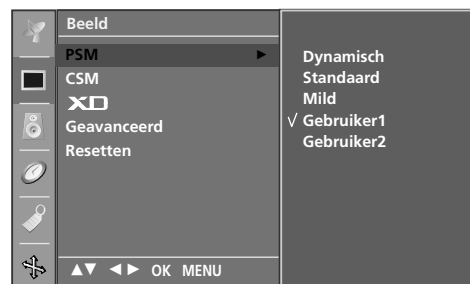 Beeld
PSM ►
CSM
XD
Geavanceerd
Resetten
▲▼ ◄► OK MENU
Dynamisch
Standaard
Mild
√ Gebruiker1
Gebruiker2